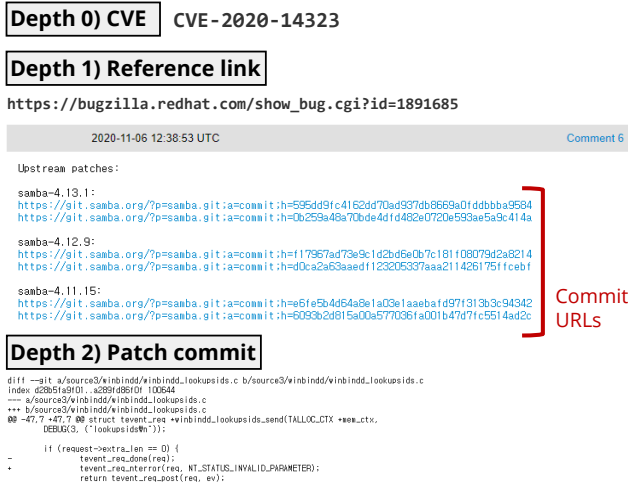 Depth 0) CVE CVE-2020-14323
Depth 1) Reference link
https://bugzilla.redhat.com/show_bug.cgi?id=1891685
2020-11-06 12:38:53 UTC Comment 6
Upstream patches:
samba-4.13.1:
https://git.samba.org/?p=samba.git;a=commit;h=595dd9fc4162dd70ad937db8669a0fddbbba9584
https://git.samba.org/?p=samba.git;a=commit;h=0b259a48a70bde4dfd482e0720e593ae5a9c414a
samba-4.12.9:
https://git.samba.org/?p=samba.git;a=commit;h=f17967ad73e9c1d2bd6e0b7c181f08079d2a8214
https://git.samba.org/?p=samba.git;a=commit;h=d0ca2a63aaedf123205337aaa211426175ffcebf
samba-4.11.15:
https://git.samba.org/?p=samba.git;a=commit;h=e6fe5b4d64a8e1a03e1aaebafd97f313b3c94342
https://git.samba.org/?p=samba.git;a=commit;h=6093b2d815a00a577036fa001b47d7fc5514ad2c
Commit
URLs
Depth 2) Patch commit
diff --git a/source3/winbindd/winbindd_lookupsids.c b/source3/winbindd/winbindd_lookupsids.c
index d28b5fa9f01..a289fd86f0f 100644
--- a/source3/winbindd/winbindd_lookupsids.c
+++ b/source3/winbindd/winbindd_lookupsids.c
@@ -47,7 +47,7 @@ struct tevent_req *winbindd_lookupsids_send(TALLOC_CTX *mem_ctx,
DEBUG(3, ("lookupsids₩n"));
if (request->extra_len == 0) {
- tevent_req_done(req);
+ tevent_req_nterror(req, NT_STATUS_INVALID_PARAMETER);
return tevent_req_post(req, ev);